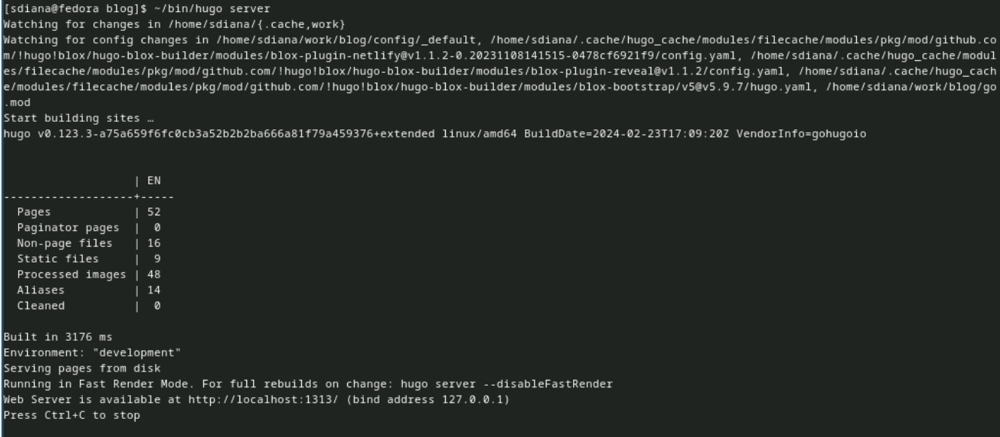 [sdiana@fedora blog]$ ~/bin/hugo server
Watching for changes in /home/sdiana/{.cache,work}
Watching for config changes in /home/sdiana/work/blog/config/_default, /home/sdiana/.cache/hugo_cache/modules/filecache/modules/pkg/mod/github.co
m/!hugo!blox/hugo-blox-builder/modules/blox-plugin-netlify@v1.1.2-0.20231108141515-0478cf6921f9/config.yaml, /home/sdiana/.cache/hugo_cache/modul
es/filecache/modules/pkg/mod/github.com/!hugo!blox/hugo-blox-builder/modules/blox-plugin-reveal@v1.1.2/config.yaml, /home/sdiana/.cache/hugo_cach
e/modules/filecache/modules/pkg/mod/github.com/!hugo!blox/hugo-blox-builder/modules/blox-bootstrap/v5@v5.9.7/hugo.yaml, /home/sdiana/work/blog/go
.mod
Start building sites …
hugo v0.123.3-a75a659f6fc0cb3a52b2b2ba666a81f79a459376+extended linux/amd64 BuildDate=2024-02-23T17:09:20Z VendorInfo=gohugoio
                   | EN
-------------------+-----
  Pages            | 52
  Paginator pages  |  0
  Non-page files   | 16
  Static files     |  9
  Processed images | 48
  Aliases          | 14
  Cleaned          |  0
Built in 3176 ms
Environment: "development"
Serving pages from disk
Running in Fast Render Mode. For full rebuilds on change: hugo server --disableFastRender
Web Server is available at http://localhost:1313/ (bind address 127.0.0.1)
Press Ctrl+C to stop